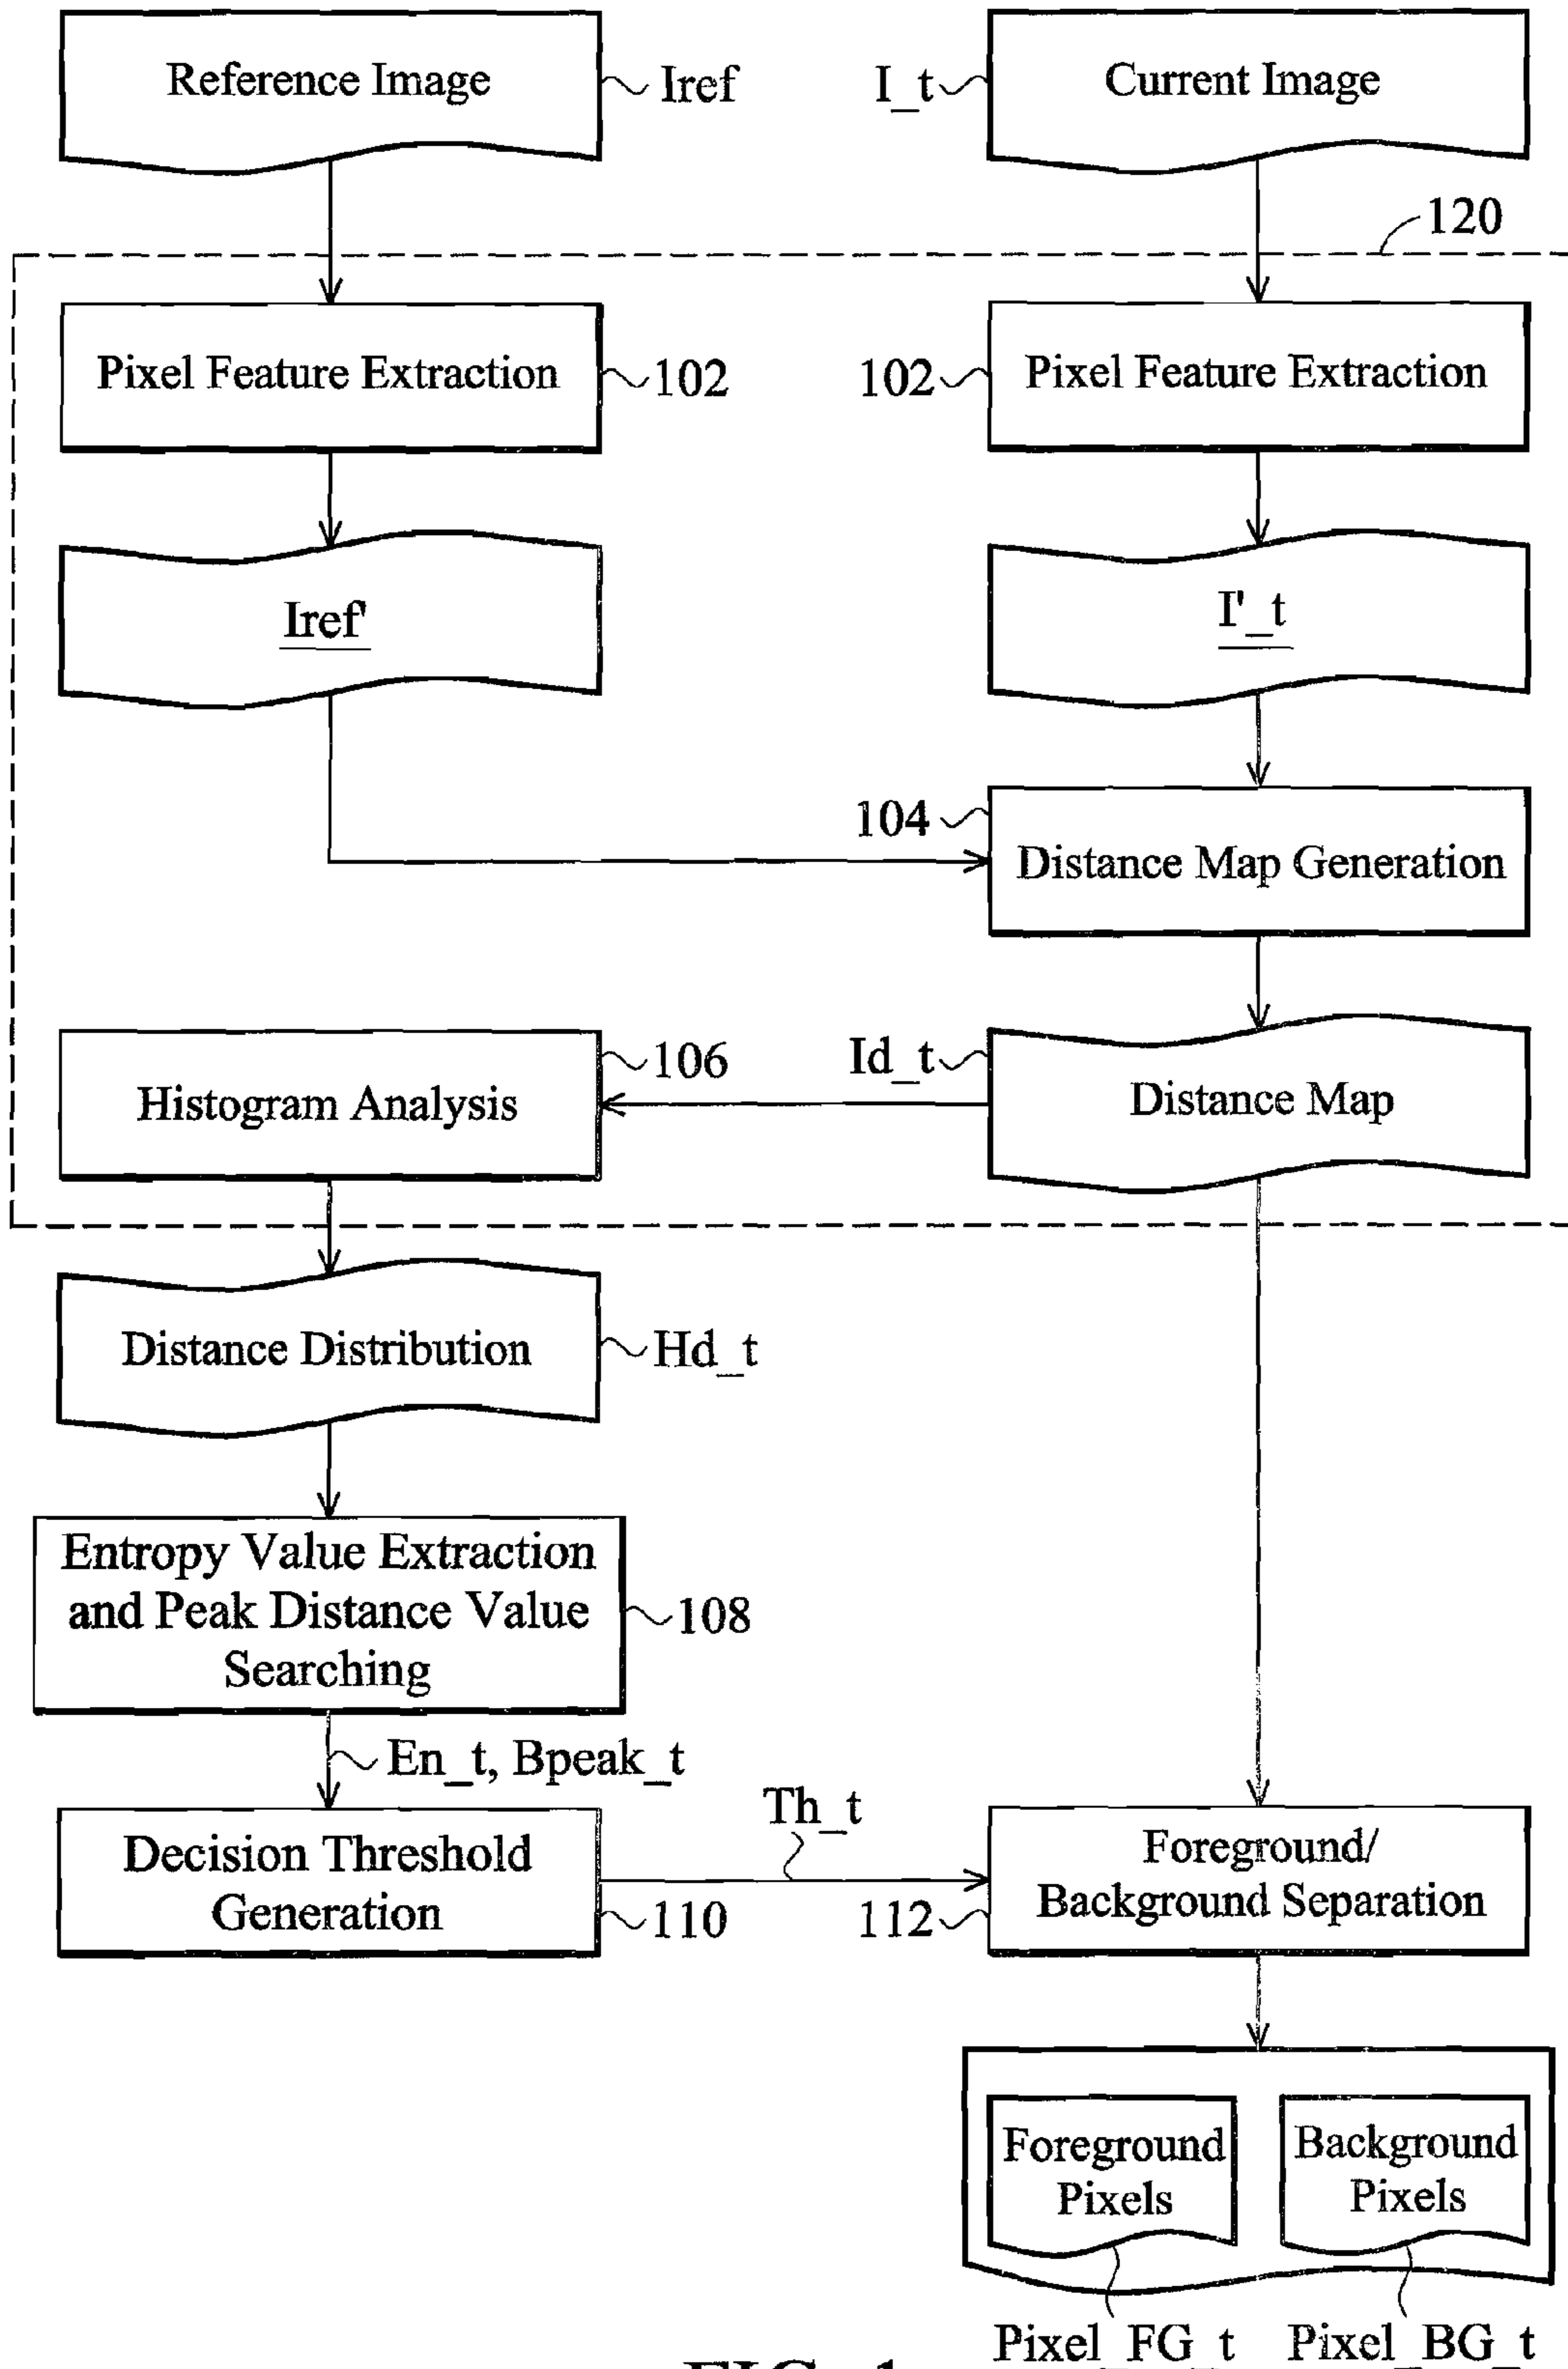 Reference Image
Iref
I_t
Current Image
120
Pixel Feature Extraction
102
102
Pixel Feature Extraction
Iref'
I'_t
104
Distance Map Generation
Histogram Analysis
106
Id_t
Distance Map
Distance Distribution
Hd_t
Entropy Value Extraction
and Peak Distance Value
Searching
108
En_t, Bpeak_t
Decision Threshold
Generation
110
Th_t
112
Foreground/
Background Separation
Foreground
Pixels
Background
Pixels
Pixel_FG_t
Pixel_BG_t